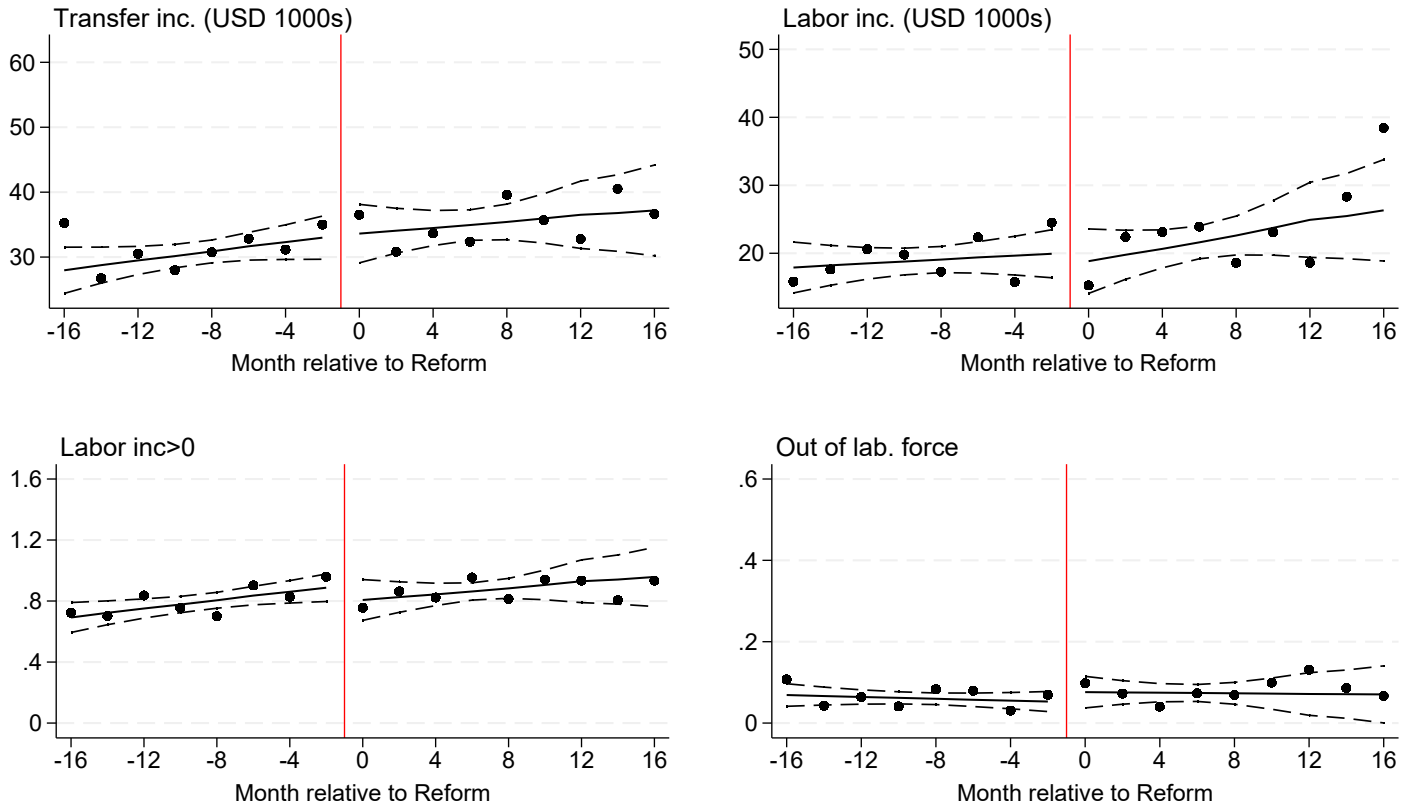 Transfer inc. (USD 1000s)
60
50
40
30
-16 -12 -8 -4 0 4 8 12 16
Month relative to Reform
Labor inc. (USD 1000s)
50
40
30
20
-16 -12 -8 -4 0 4 8 12 16
Month relative to Reform
Labor inc>0
1.6
1.2
.8
.4
0
-16 -12 -8 -4 0 4 8 12 16
Month relative to Reform
Out of lab. force
.6
.4
.2
0
-16 -12 -8 -4 0 4 8 12 16
Month relative to Reform